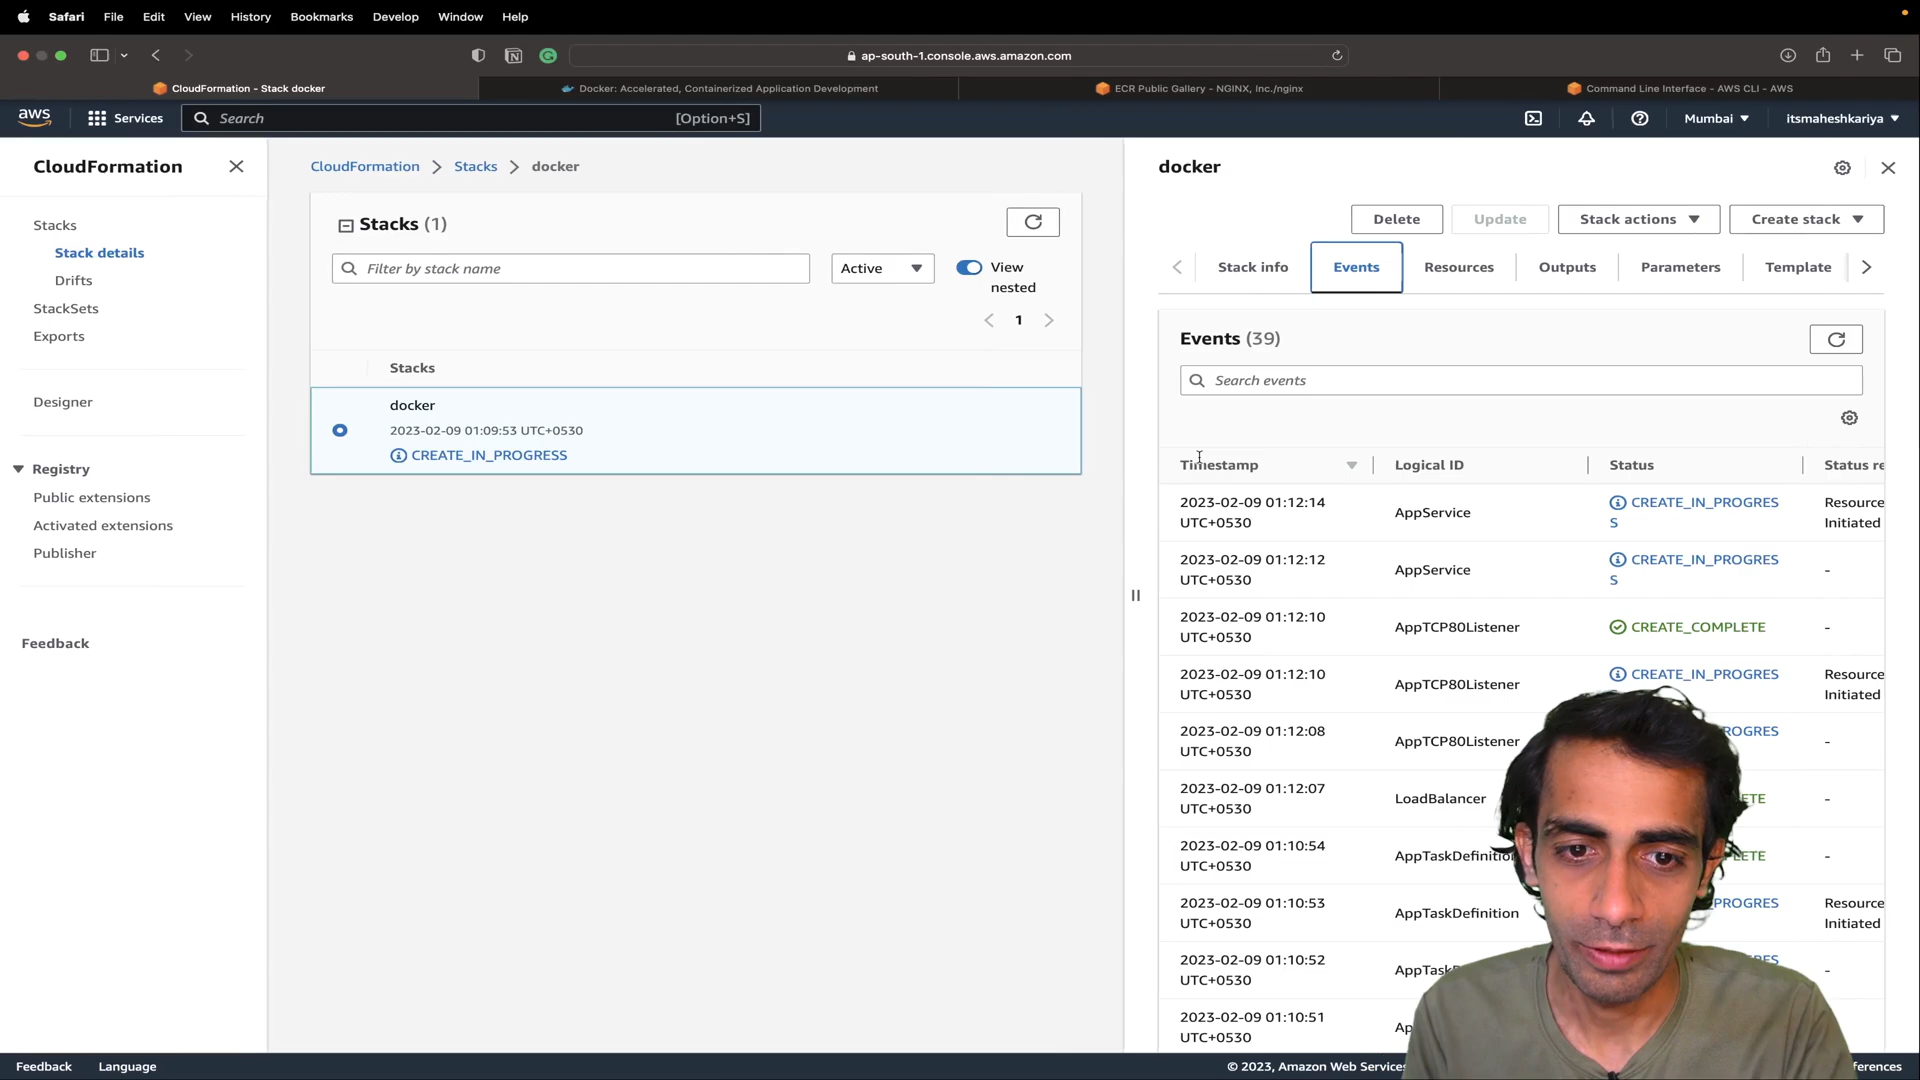 Safari File Edit View History Bookmarks Develop Window Help
ap-south-1.console.aws.amazon.com
CloudFormation - Stack docker
Docker: Accelerated, Containerized Application Development
ECR Public Gallery - NGINX, Inc./nginx
Command Line Interface - AWS CLI - AWS
aws Services Search [Option+S] Mumbai itsmaheshkariya
CloudFormation
Stacks
Stack details
Drifts
StackSets
Exports
Designer
Registry
Public extensions
Activated extensions
Publisher
Feedback
CloudFormation Stacks docker
Stacks (1)
Filter by stack name
Active
View
nested
1
Stacks
docker
2023-02-09 01:09:53 UTC+0530
CREATE_IN_PROGRESS
docker
Delete Update Stack actions Create stack
Stack info Events Resources Outputs Parameters Template
Events (39)
Search events
Timestamp Logical ID Status Status re
2023-02-09 01:12:14 CREATE_IN_PROGRES Resource
UTC+0530 AppService S Initiated
2023-02-09 01:12:12 CREATE_IN_PROGRES
UTC+0530 AppService S -
2023-02-09 01:12:10
UTC+0530 AppTCP80Listener CREATE_COMPLETE -
2023-02-09 01:12:10 CREATE_IN_PROGRES Resource
UTC+0530 AppTCP80Listener Initiated
2023-02-09 01:12:08 ROGRES
UTC+0530 AppTCP80Listener -
2023-02-09 01:12:07
UTC+0530 LoadBalancer ETE -
2023-02-09 01:10:54
UTC+0530 AppTaskDefinition LETE -
2023-02-09 01:10:53 PROGRES Resource
UTC+0530 AppTaskDefinition Initiated
2023-02-09 01:10:52
UTC+0530 AppTask -
2023-02-09 01:10:51
UTC+0530 Ap
Feedback Language
© 2023, Amazon Web Services
ferences